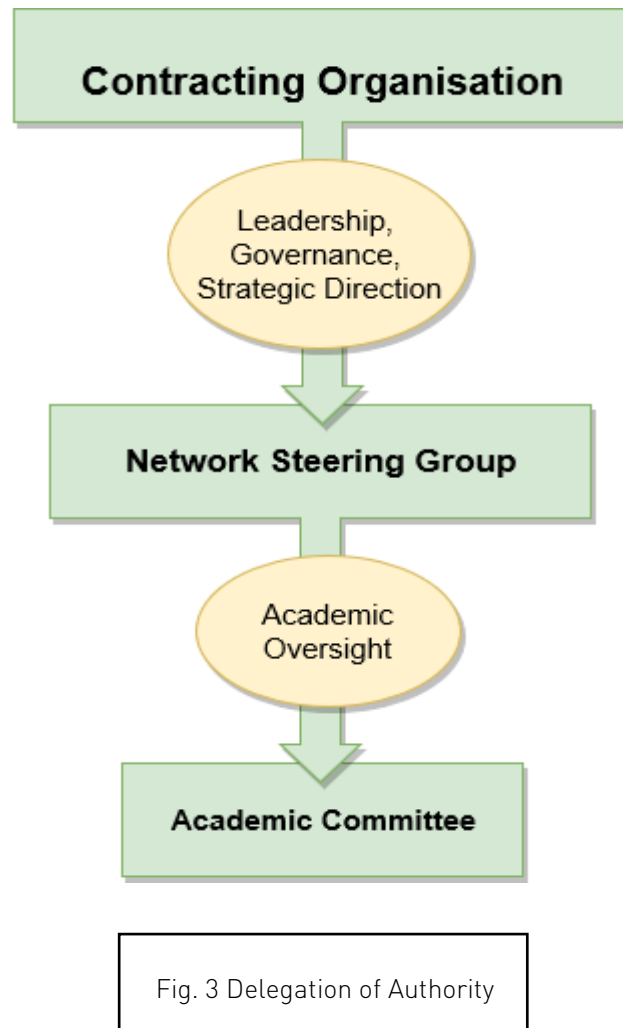 Contracting Organisation
Leadership,
Governance,
Strategic Direction
Network Steering Group
Academic
Oversight
Academic Committee
Fig. 3 Delegation of Authority